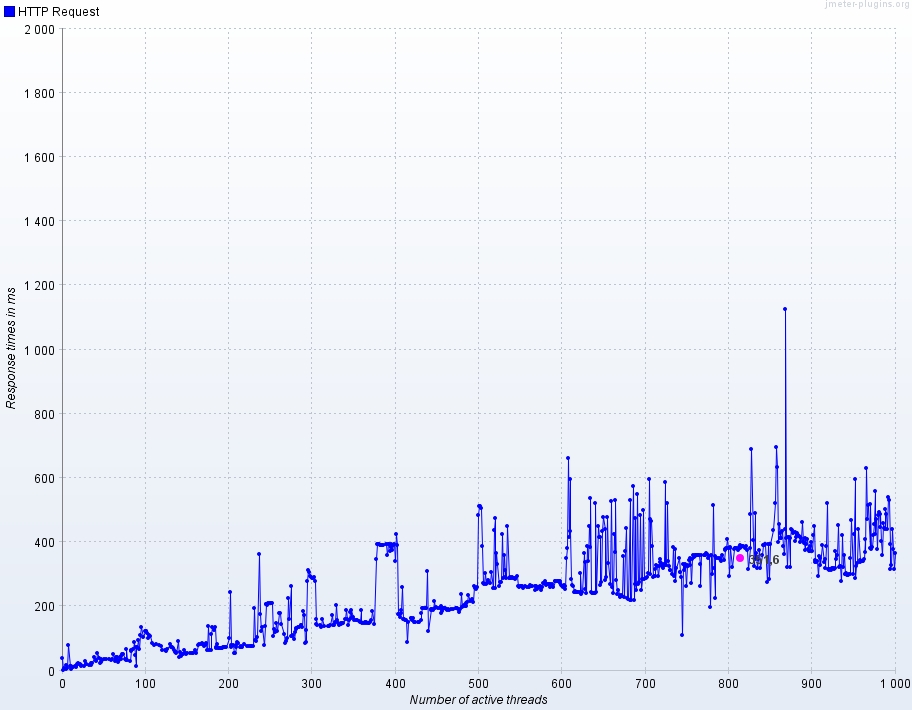 jmeter-plugins.org
HTTP Request
2 000
1 800
1 600
1 400
1 200
1 000
800
600
400
200
0
Response times in ms
0 100 200 300 400 500 600 700 800 900 1 000
Number of active threads